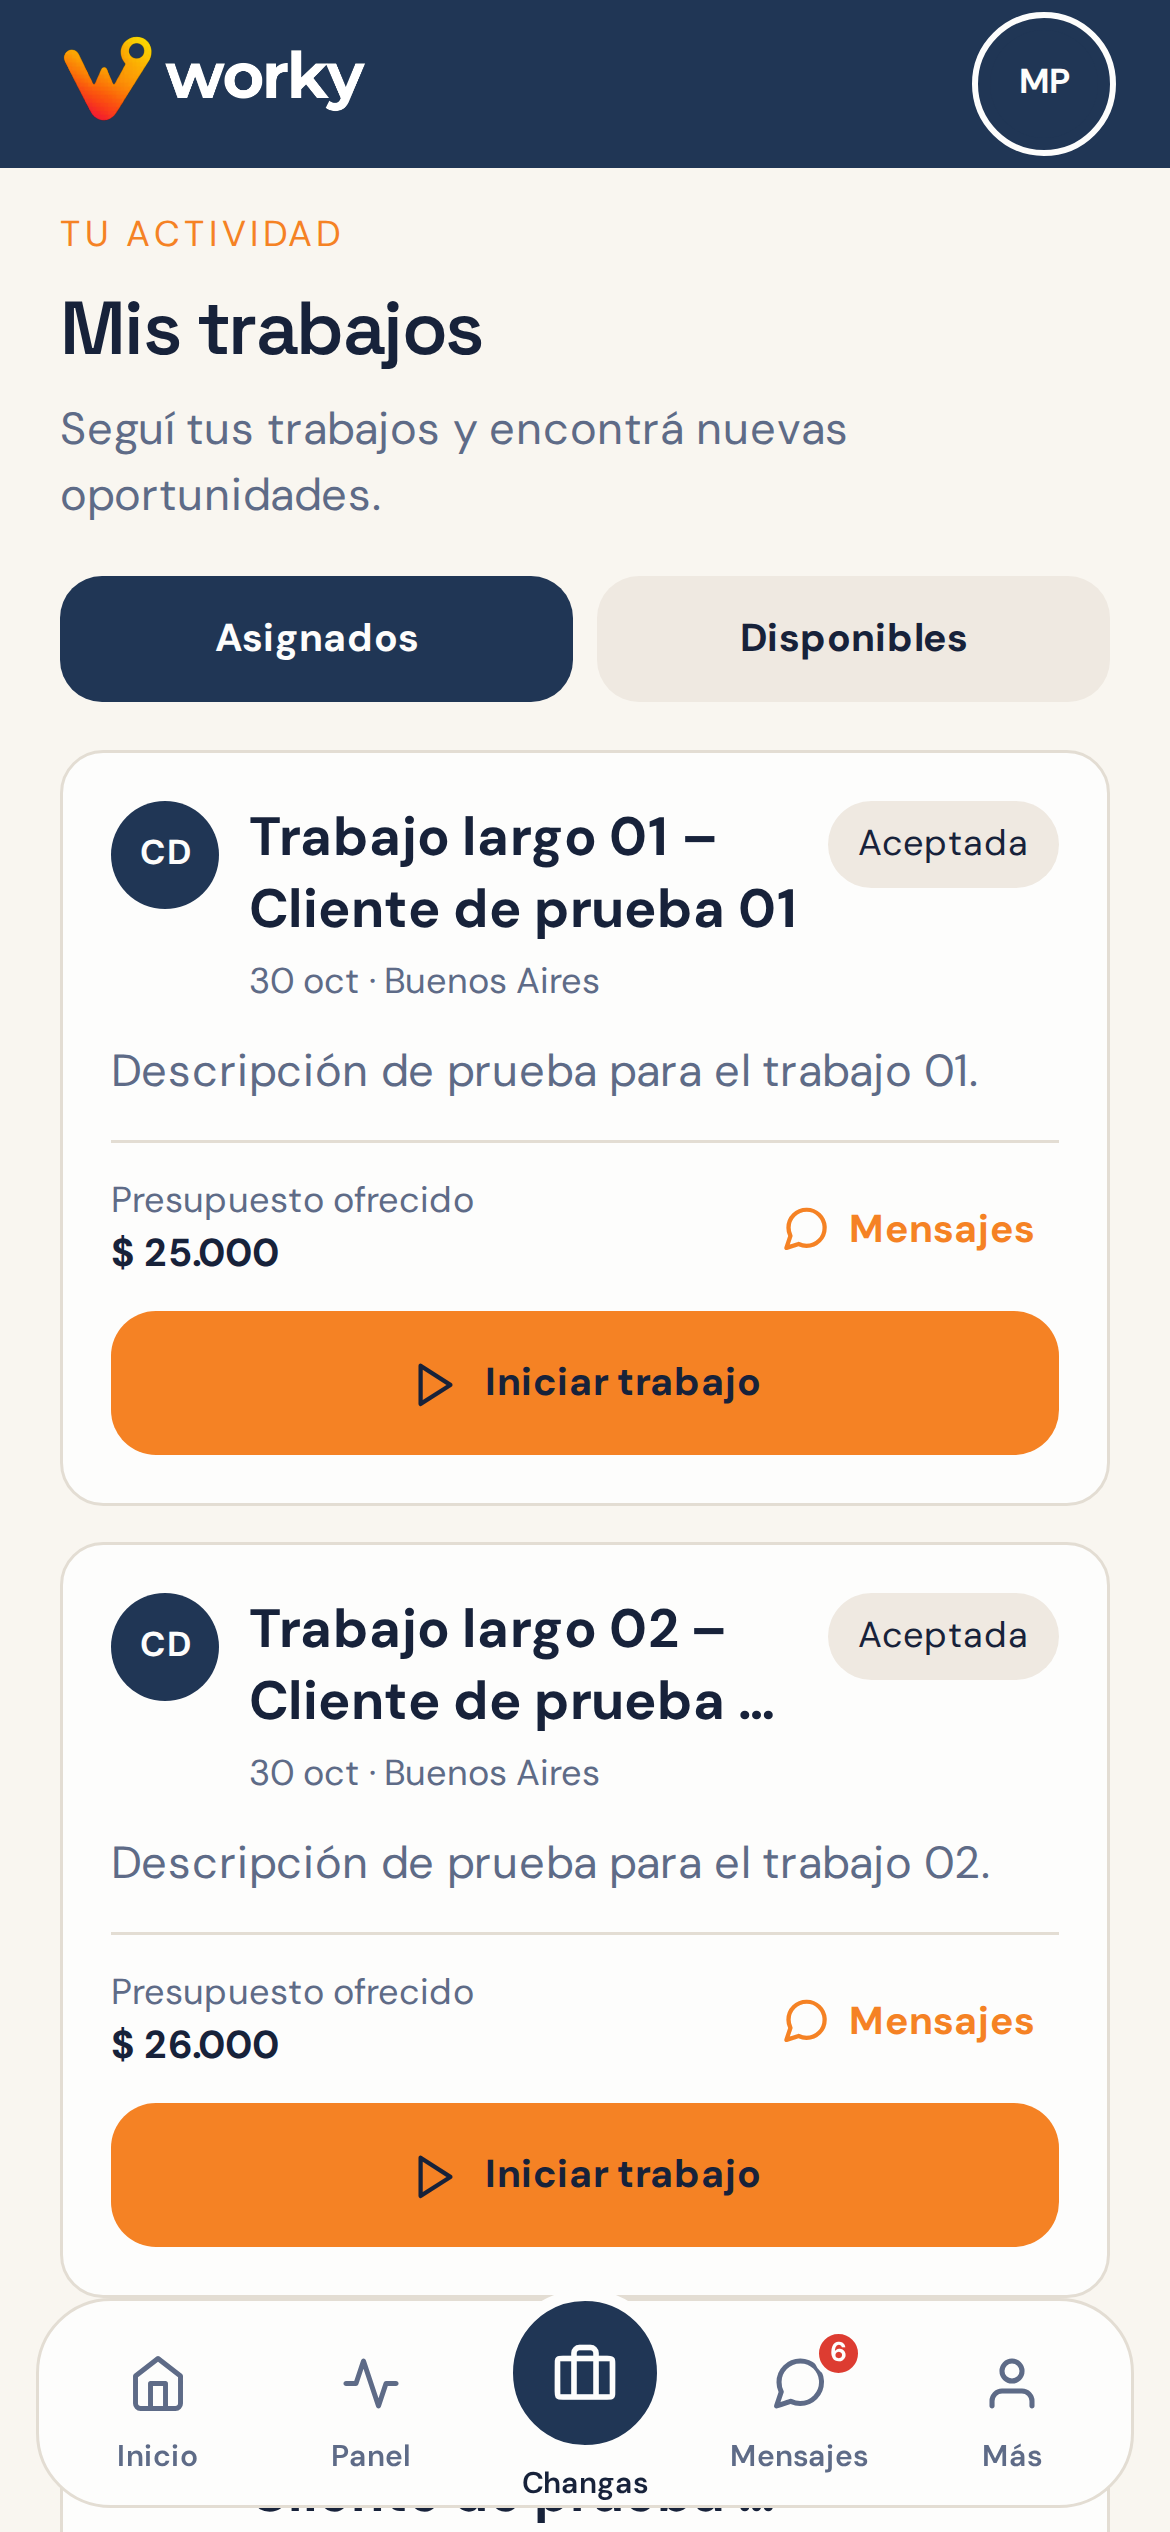 worky
MP
TU ACTIVIDAD
Mis trabajos
Seguí tus trabajos y encontrá nuevas
oportunidades.
Asignados
Disponibles
CD
Trabajo largo 01 –
Cliente de prueba 01
Aceptada
30 oct · Buenos Aires
Descripción de prueba para el trabajo 01.
Presupuesto ofrecido
$ 25.000
Mensajes
Iniciar trabajo
CD
Trabajo largo 02 –
Cliente de prueba ...
Aceptada
30 oct · Buenos Aires
Descripción de prueba para el trabajo 02.
Presupuesto ofrecido
$ 26.000
Mensajes
Iniciar trabajo
6
Inicio
Panel
Changas
Mensajes
Más